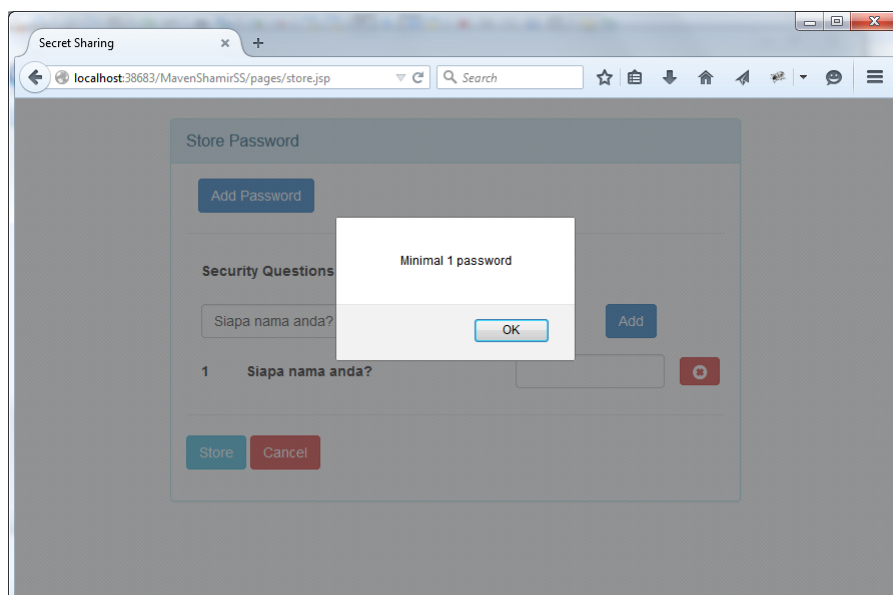 Secret Sharing
localhost:38683/MavenShamirSS/pages/store.jsp
Search
Store Password
Add Password
Minimal 1 password
OK
Security Questions
Siapa nama anda?
Add
1 Siapa nama anda?
Store Cancel